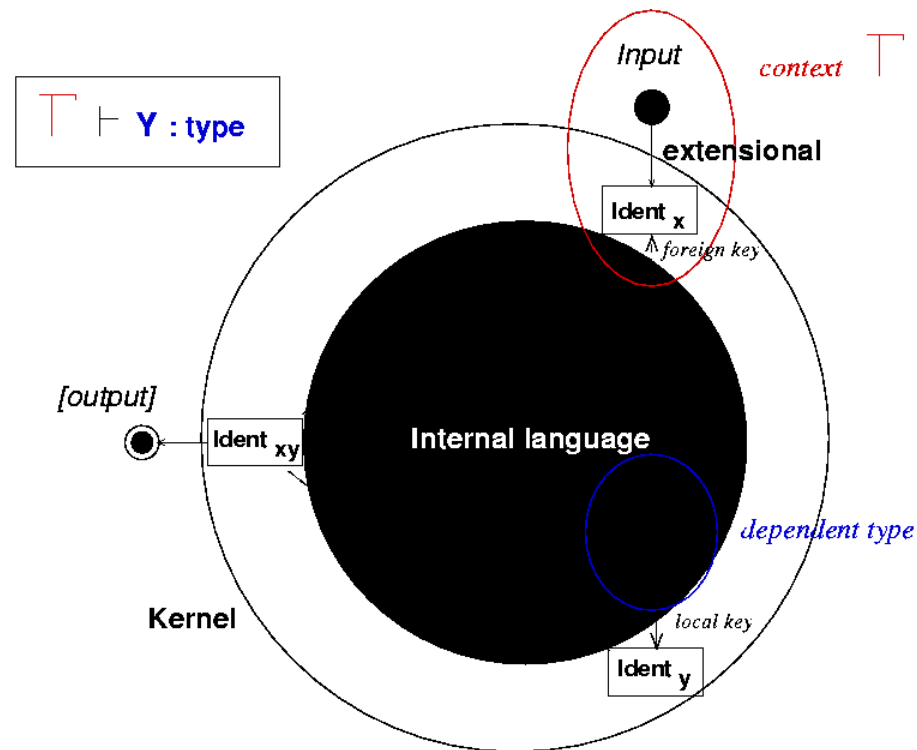 Input
context Γ
Γ ⊢ Y : type
extensional
Ident x
foreign key
[output]
Ident xy
Internal language
dependent type
Kernel
local key
Ident y